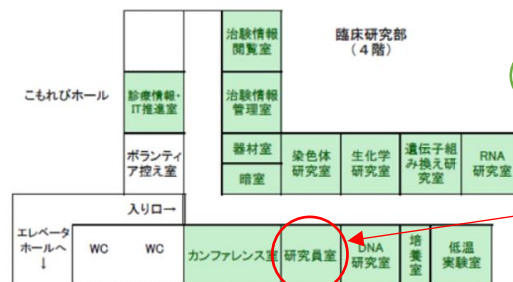 治験情報
閲覧室
臨床研究部
(4階)
こもれびホール
診療情報・
IT推進室
治験情報
管理室
ボランティ
ア控え室
器材室
暗室
染色体
研究室
生化学
研究室
遺伝子組
み換え研
究室
RNA
研究室
入り口→
エレベータ
ホールへ
↓
WC
WC
カンファレンス室
研究員室
DNA
研究室
培
養
室
低温
実験室